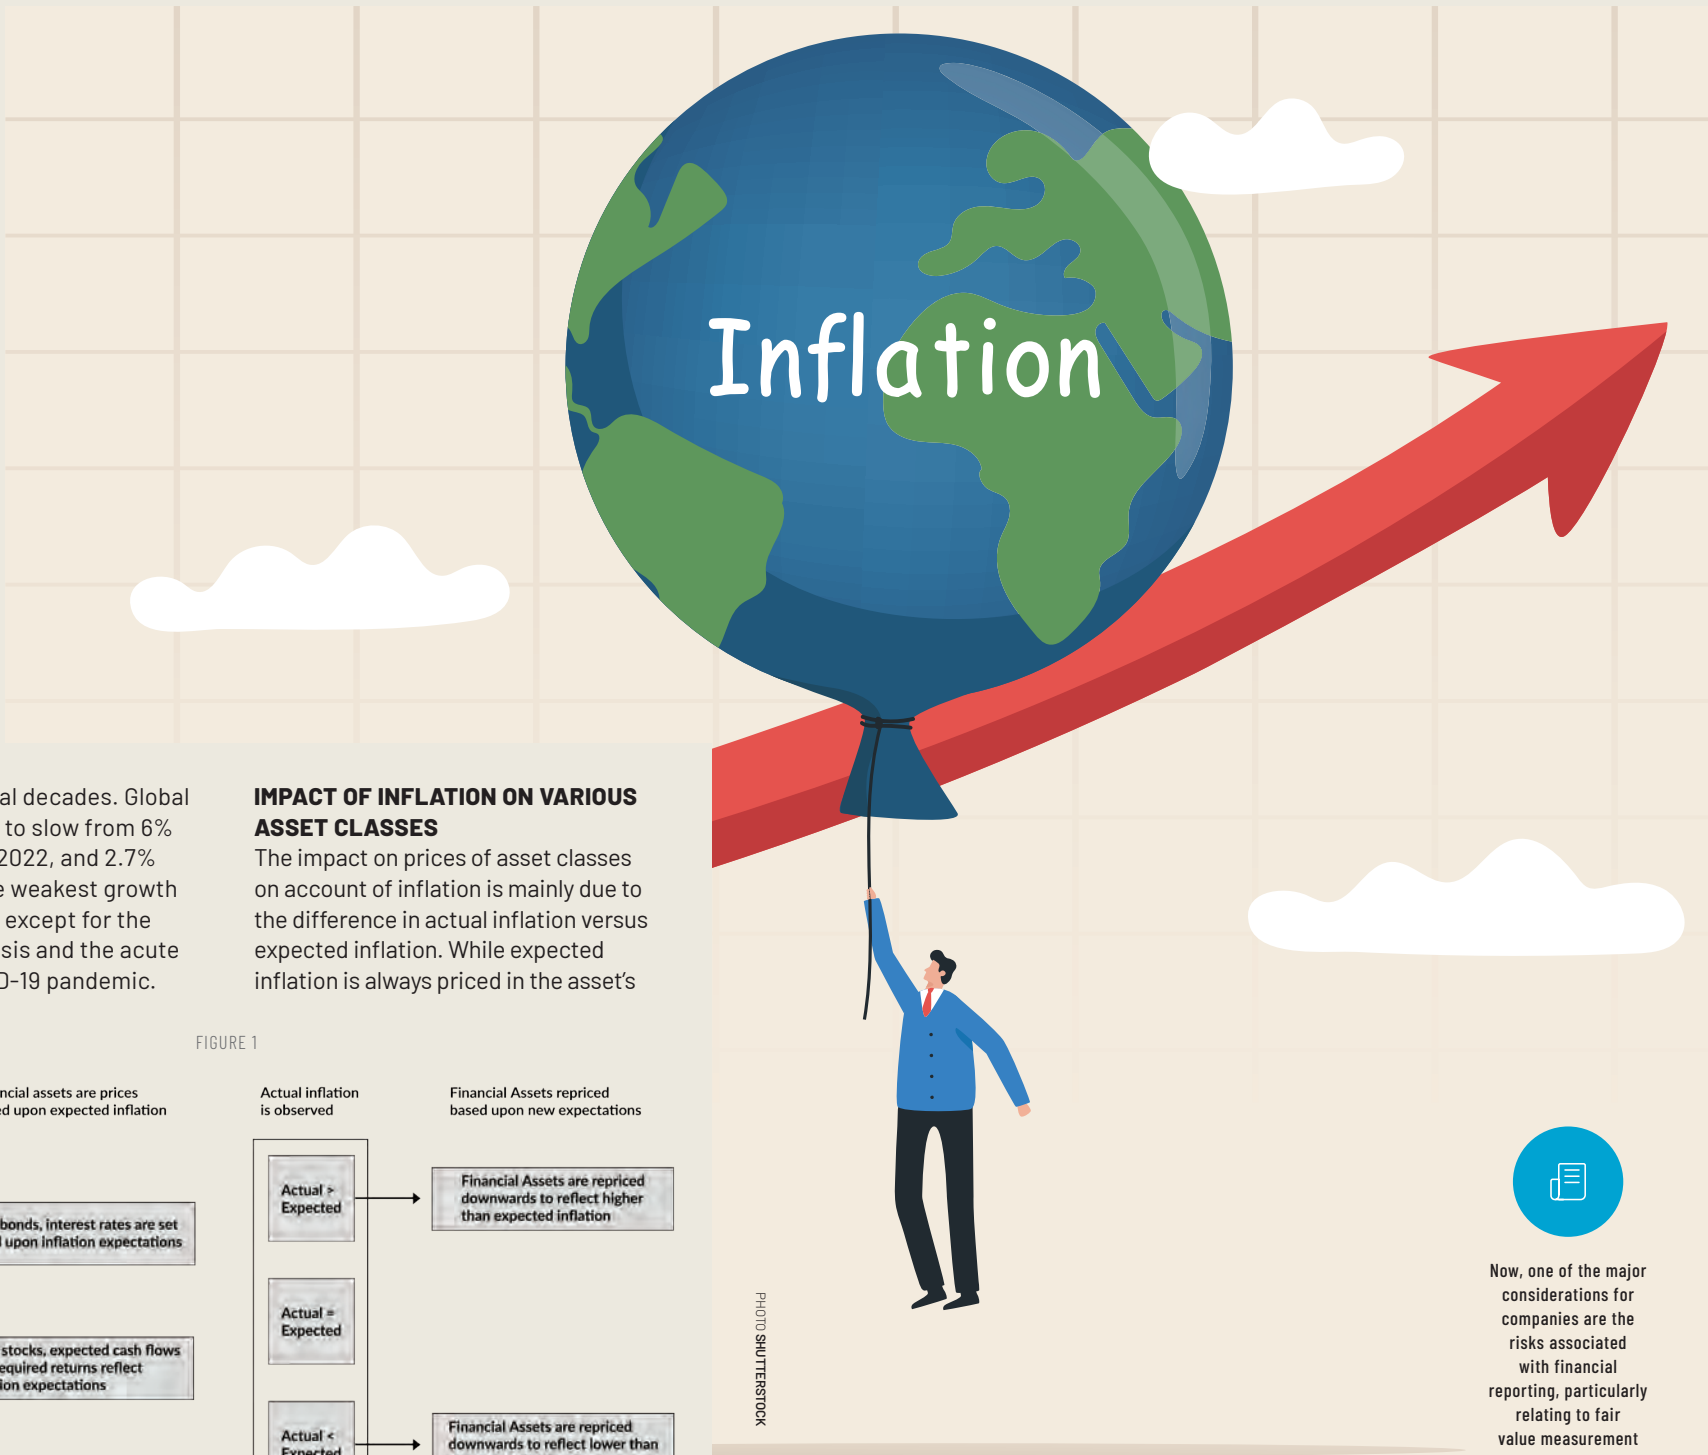 Inflation
al decades. Global
to slow from 6%
2022, and 2.7%
e weakest growth
except for the
sis and the acute
D-19 pandemic.
IMPACT OF INFLATION ON VARIOUS
ASSET CLASSES
The impact on prices of asset classes
on account of inflation is mainly due to
the difference in actual inflation versus
expected inflation. While expected
inflation is always priced in the asset's
FIGURE 1
ncial assets are prices
ed upon expected inflation
bonds, interest rates are set
upon inflation expectations
stocks, expected cash flows
equired returns reflect
ion expectations
Actual inflation
is observed
Actual >
Expected
Actual =
Expected
Actual <
Expected
Financial Assets repriced
based upon new expectations
Financial Assets are repriced
downwards to reflect higher
than expected inflation
Financial Assets are repriced
downwards to reflect lower than
PHOTO SHUTTERSTOCK
Now, one of the major
considerations for
companies are the
risks associated
with financial
reporting, particularly
relating to fair
value measurement